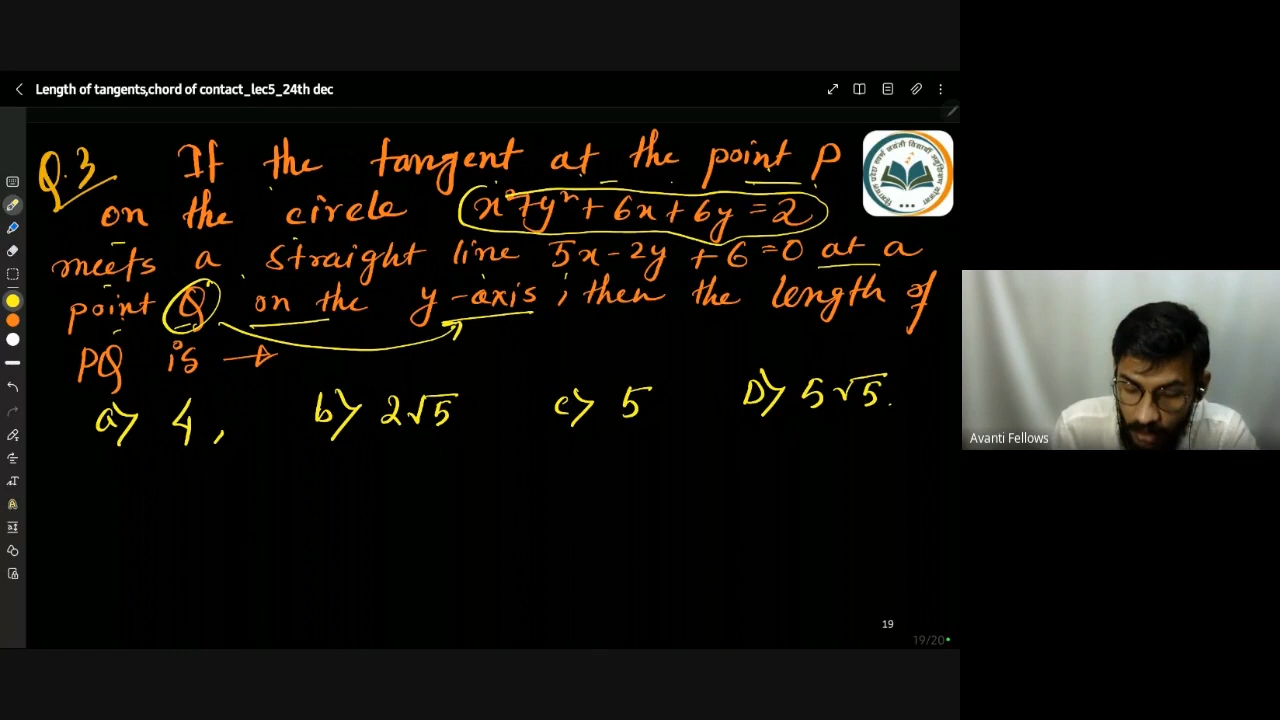 Length of tangents,chord of contact_lec5_24th dec
Q.3 If the tangent at the point P
on the circle x²+y²+6x+6y=2
meets a straight line 5x-2y+6=0 at a
point Q on the y-axis, then the length of
PQ is →
a> 4, b> 2√5 c> 5 D> 5√5.
Avanti Fellows
19
19/20